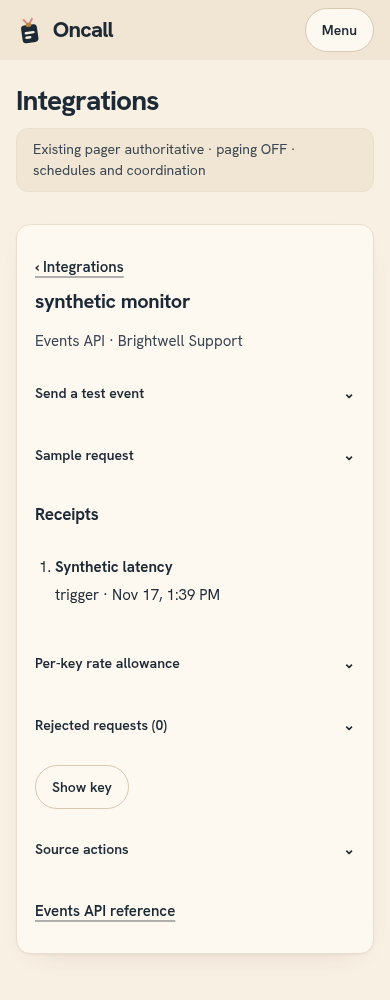 Oncall
Menu
Integrations
Existing pager authoritative · paging OFF ·
schedules and coordination
‹ Integrations
synthetic monitor
Events API · Brightwell Support
Send a test event
Sample request
Receipts
1. Synthetic latency
trigger · Nov 17, 1:39 PM
Per-key rate allowance
Rejected requests (0)
Show key
Source actions
Events API reference